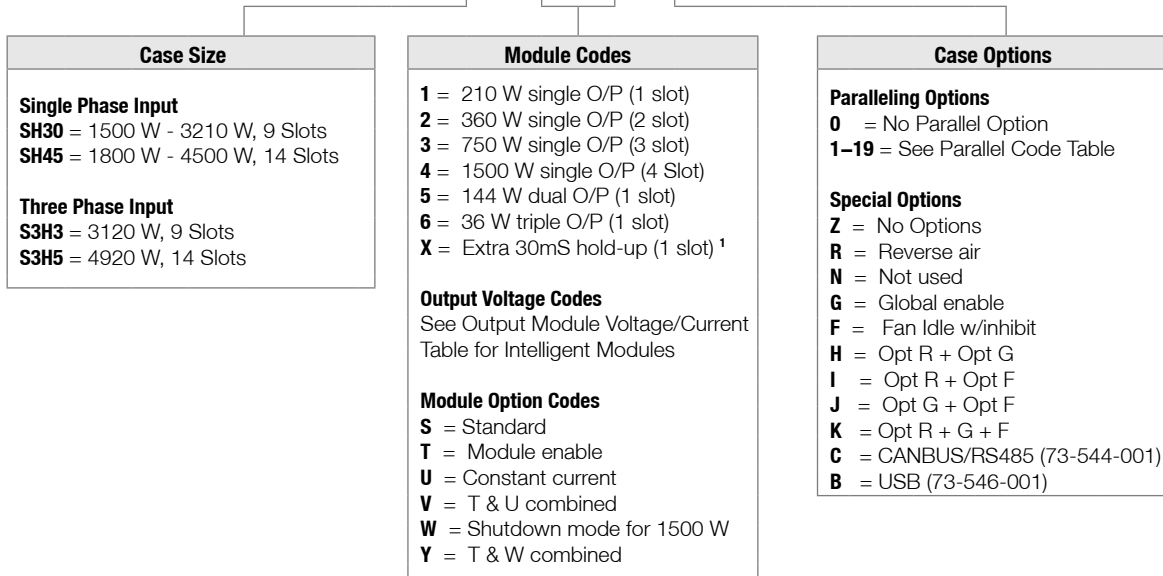 Case Size
Single Phase Input
SH30 = 1500 W - 3210 W, 9 Slots
SH45 = 1800 W - 4500 W, 14 Slots
Three Phase Input
S3H3 = 3120 W, 9 Slots
S3H5 = 4920 W, 14 Slots
Module Codes
1 = 210 W single O/P (1 slot)
2 = 360 W single O/P (2 slot)
3 = 750 W single O/P (3 slot)
4 = 1500 W single O/P (4 Slot)
5 = 144 W dual O/P (1 slot)
6 = 36 W triple O/P (1 slot)
X = Extra 30mS hold-up (1 slot) 1
Output Voltage Codes
See Output Module Voltage/Current
Table for Intelligent Modules
Module Option Codes
S = Standard
T = Module enable
U = Constant current
V = T & U combined
W = Shutdown mode for 1500 W
Y = T & W combined
Case Options
Paralleling Options
0 = No Parallel Option
1–19 = See Parallel Code Table
Special Options
Z = No Options
R = Reverse air
N = Not used
G = Global enable
F = Fan Idle w/inhibit
H = Opt R + Opt G
I = Opt R + Opt F
J = Opt G + Opt F
K = Opt R + G + F
C = CANBUS/RS485 (73-544-001)
B = USB (73-546-001)